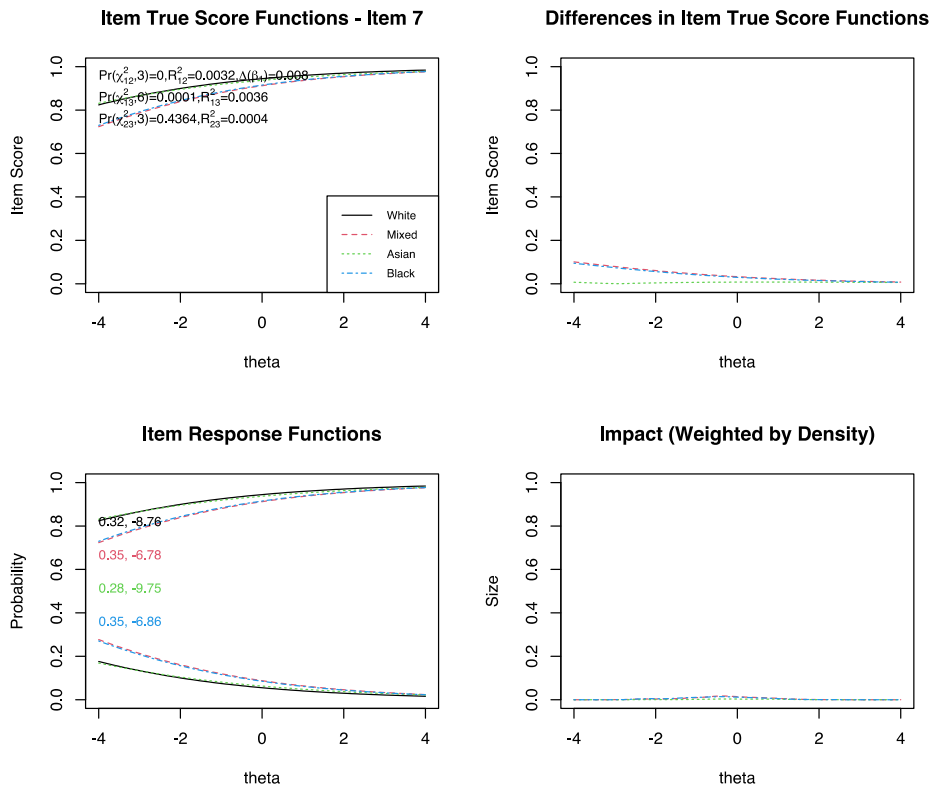 Item True Score Functions - Item 7
Pr(χ²₁₂,3)=0,R²₁₂=0.0032,Δ(β₁)=0.008
Pr(χ²₁₃,6)=0.0001,R²₁₃=0.0036
Pr(χ²₂₃,3)=0.4364,R²₂₃=0.0004
White
Mixed
Asian
Black
Item Score
0.0 0.2 0.4 0.6 0.8 1.0
-4 -2 0 2 4
theta
Differences in Item True Score Functions
Item Score
0.0 0.2 0.4 0.6 0.8 1.0
-4 -2 0 2 4
theta
Item Response Functions
0.32, -8.76
0.35, -6.78
0.28, -9.75
0.35, -6.86
Probability
0.0 0.2 0.4 0.6 0.8 1.0
-4 -2 0 2 4
theta
Impact (Weighted by Density)
Size
0.0 0.2 0.4 0.6 0.8 1.0
-4 -2 0 2 4
theta